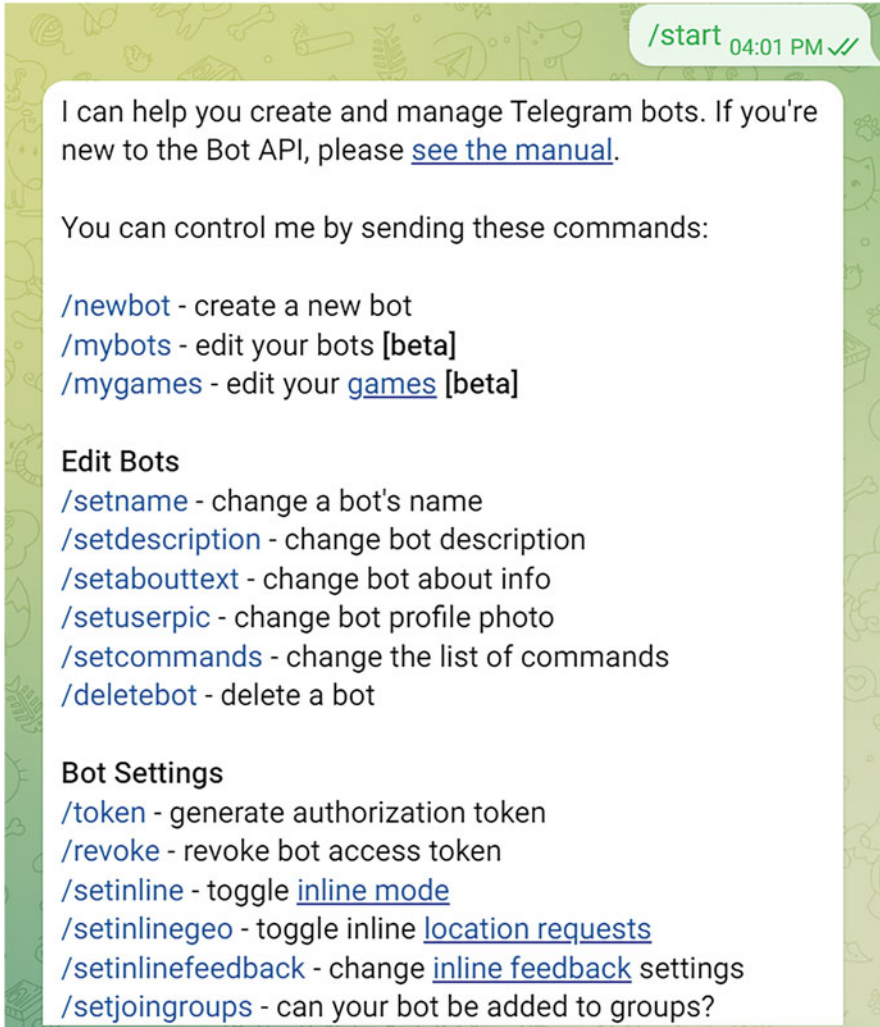 /start 04:01 PM
I can help you create and manage Telegram bots. If you're
new to the Bot API, please see the manual.
You can control me by sending these commands:
/newbot - create a new bot
/mybots - edit your bots [beta]
/mygames - edit your games [beta]
Edit Bots
/setname - change a bot's name
/setdescription - change bot description
/setabouttext - change bot about info
/setuserpic - change bot profile photo
/setcommands - change the list of commands
/deletebot - delete a bot
Bot Settings
/token - generate authorization token
/revoke - revoke bot access token
/setinline - toggle inline mode
/setinlinegeo - toggle inline location requests
/setinlinefeedback - change inline feedback settings
/setjoingroups - can your bot be added to groups?